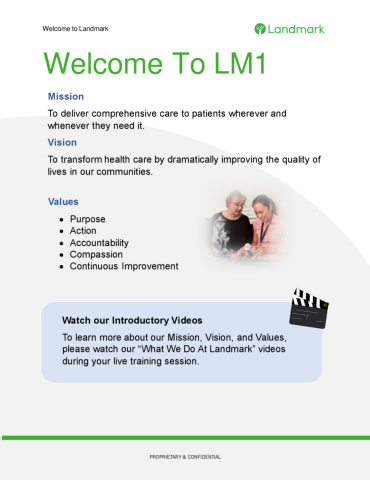 Welcome to Landmark
Landmark
Welcome To LM1
Mission
To deliver comprehensive care to patients wherever and
whenever they need it.
Vision
To transform health care by dramatically improving the quality of
lives in our communities.
Values
• Purpose
• Action
• Accountability
• Compassion
• Continuous Improvement
Watch our Introductory Videos
To learn more about our Mission, Vision, and Values,
please watch our “What We Do At Landmark” videos
during your live training session.
PROPRIETARY & CONFIDENTIAL